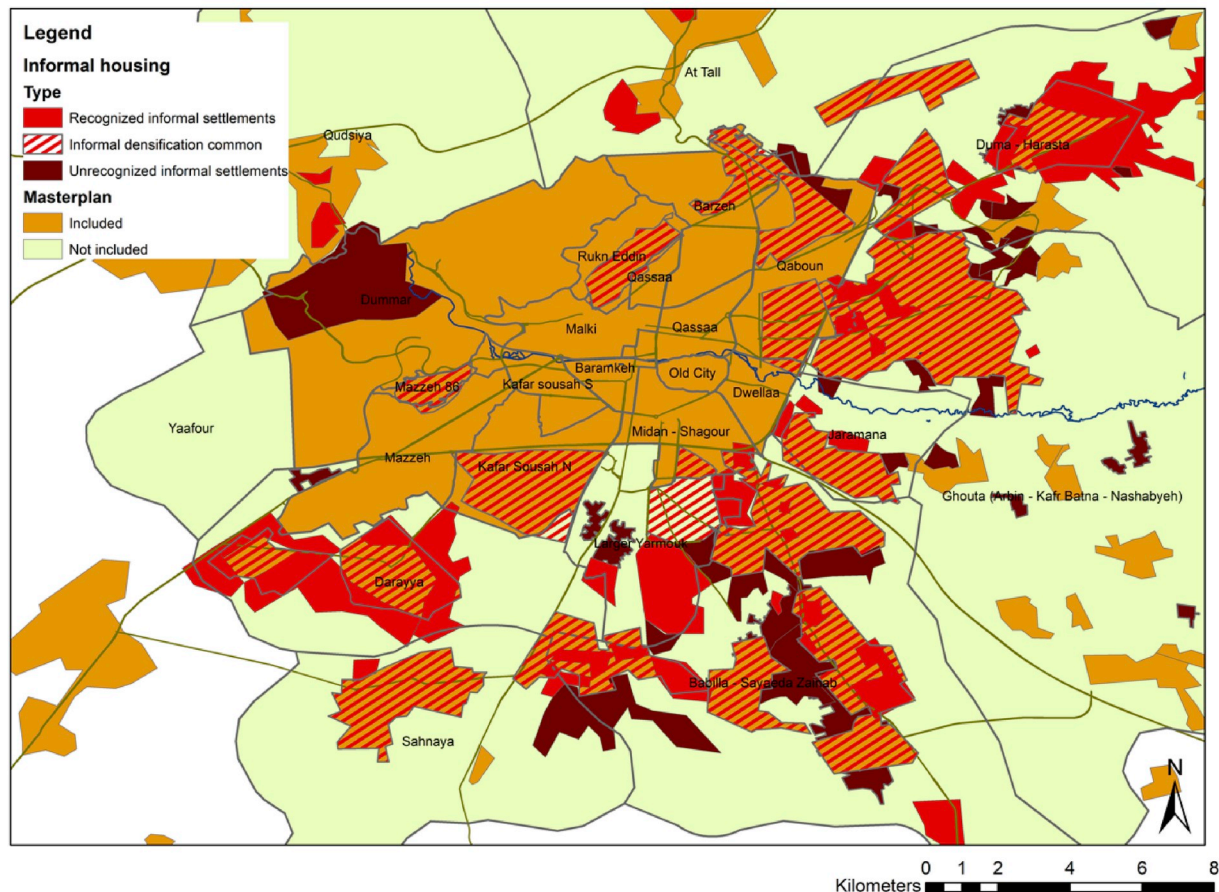 Legend
Informal housing
Type
Recognized informal settlements
Informal densification common
Unrecognized informal settlements
Masterplan
Included
Not included
At Tall
Qudsiya
Duma - Harasta
Barzeh
Rukn Eddin
Qassaa
Qaboun
Dummar
Malki
Qassaa
Baramkeh
Old City
Mazzeh 86
Kafar sousah S
Dwellaa
Yaafour
Midan - Shagour
Jaramana
Mazzeh
Kafar Sousah N
Ghouta (Arbin - Kafr Batna - Nashabyeh)
Larger Yarmouk
Darayya
Babilla - Sayaeda Zainab
Sahnaya
N
0 1 2 4 6 8
Kilometers